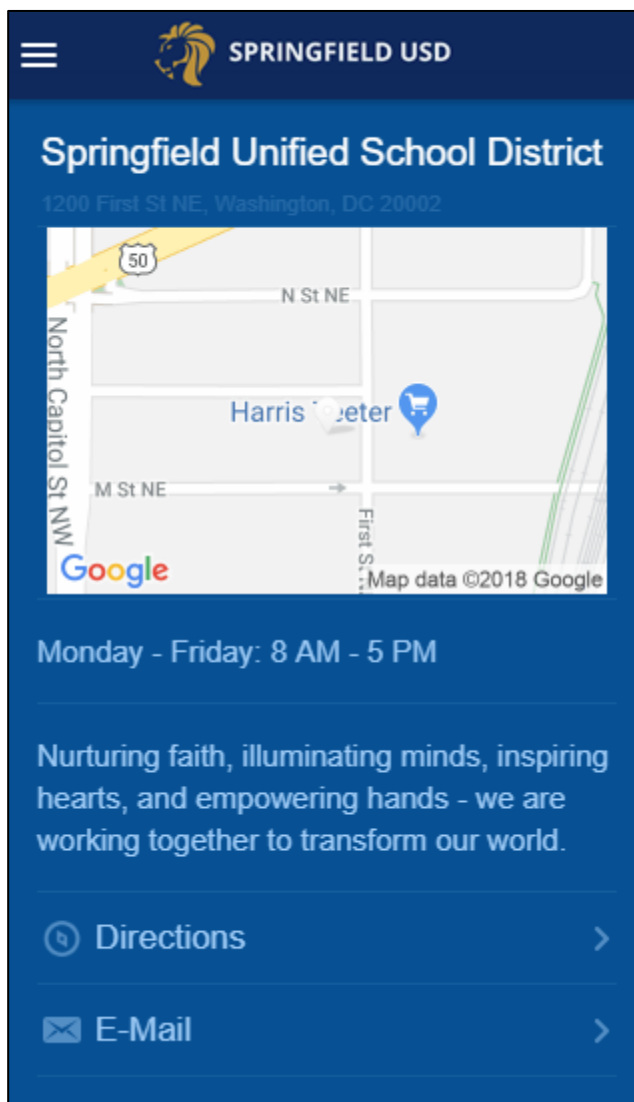 SPRINGFIELD USD
Springfield Unified School District
1200 First St NE, Washington, DC 20002
50
N St NE
North Capitol St NW
Harris
M St NE
First
Google
Map data ©2018 Google
Monday - Friday: 8 AM - 5 PM
Nurturing faith, illuminating minds, inspiring
hearts, and empowering hands - we are
working together to transform our world.
Directions
E-Mail